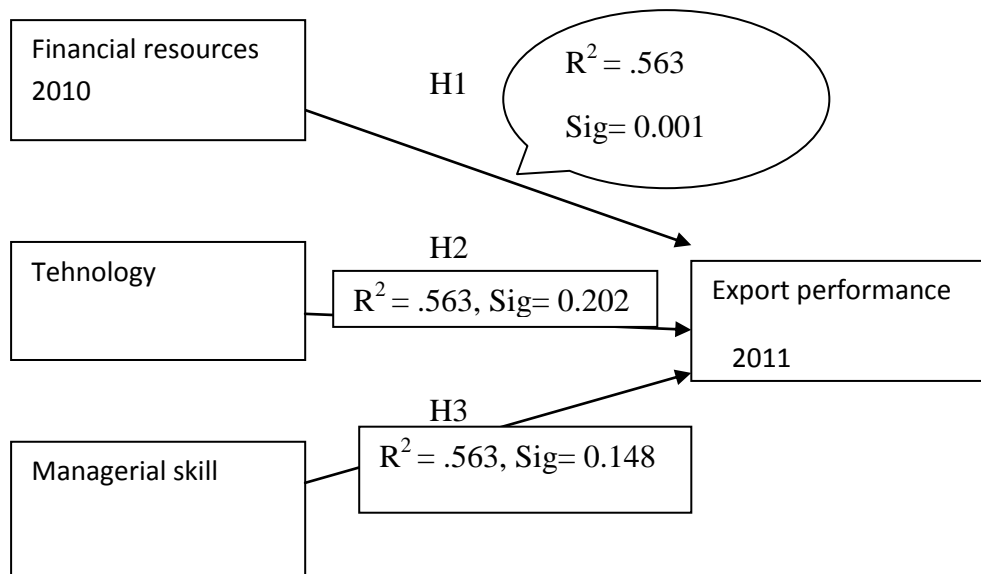 Financial resources
2010
H1
R² = .563
Sig= 0.001
Tehnology
H2
R² = .563, Sig= 0.202
Export performance
2011
Managerial skill
H3
R² = .563, Sig= 0.148